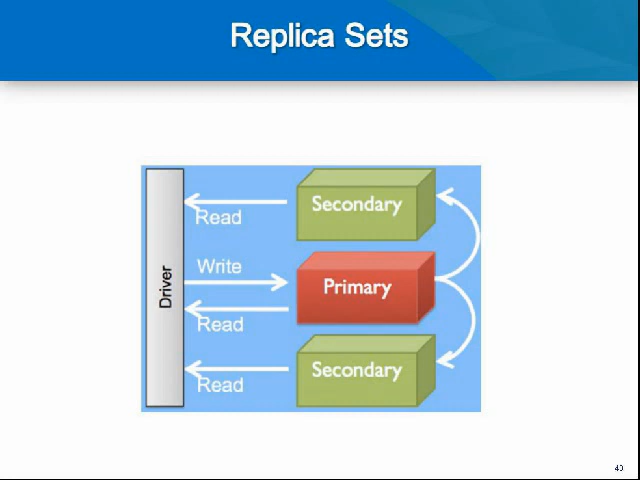 Replica Sets
Secondary
Read
Write
Primary
Driver
Read
Secondary
Read
43